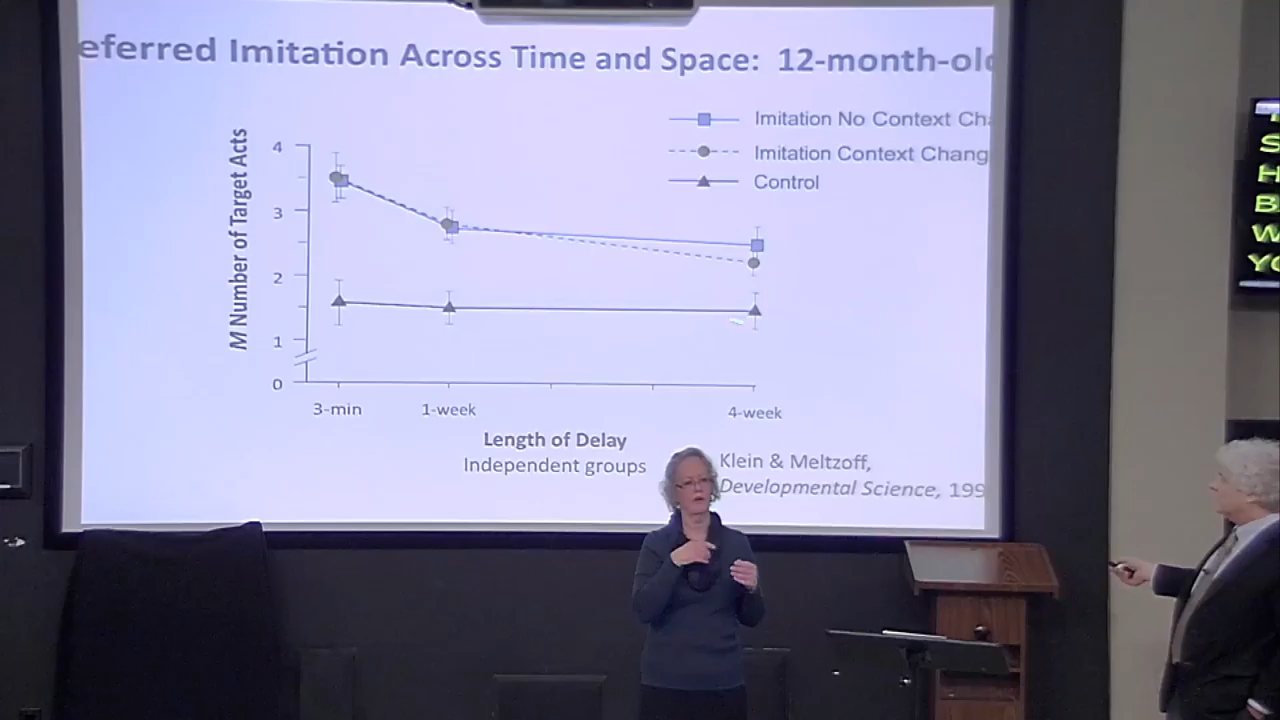 eferred Imitation Across Time and Space: 12-month-old
Imitation No Context Ch
Imitation Context Chang
Control
M Number of Target Acts
4
3
2
1
0
3-min
1-week
4-week
Length of Delay
Independent groups
Klein & Meltzoff,
Developmental Science, 199
S
H
B
W
YO